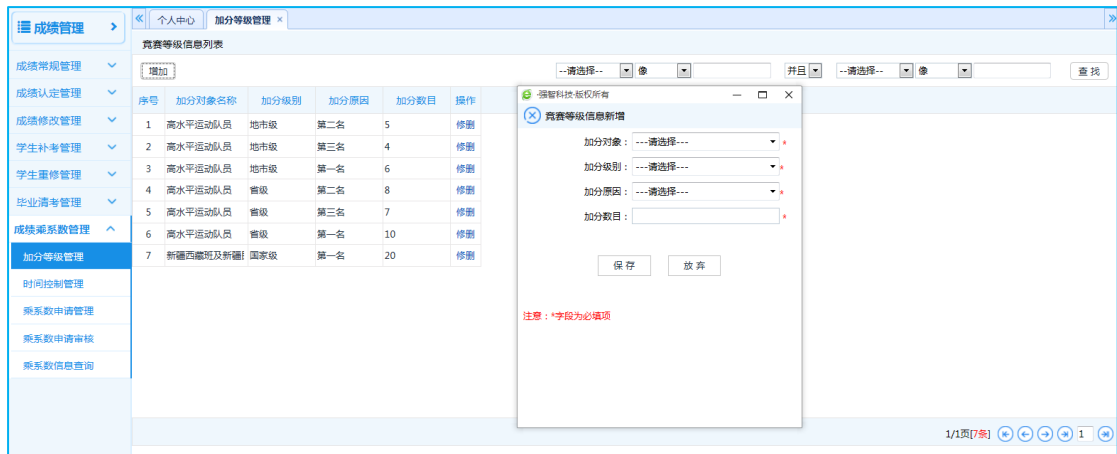 成绩管理
成绩常规管理
成绩认定管理
成绩修改管理
学生补考管理
学生重修管理
毕业清考管理
成绩乘系数管理
加分等级管理
时间控制管理
乘系数申请管理
乘系数申请审核
乘系数信息查询
个人中心 加分等级管理 ×
竞赛等级信息列表
增加 --请选择-- 像 并且 --请选择-- 像 查 找
序号 加分对象名称 加分级别 加分原因 加分数目 操作
1 高水平运动队员 地市级 第二名 5 修删
2 高水平运动队员 地市级 第三名 4 修删
3 高水平运动队员 地市级 第一名 6 修删
4 高水平运动队员 省级 第二名 8 修删
5 高水平运动队员 省级 第三名 7 修删
6 高水平运动队员 省级 第一名 10 修删
7 新疆西藏班及新疆 国家级 第一名 20 修删
-强智科技-版权所有
竞赛等级信息新增
加分对象： ---请选择--- *
加分级别： ---请选择--- *
加分原因： ---请选择--- *
加分数目： *
保 存 放 弃
注意：*字段为必填项
1/1页[7条] 1